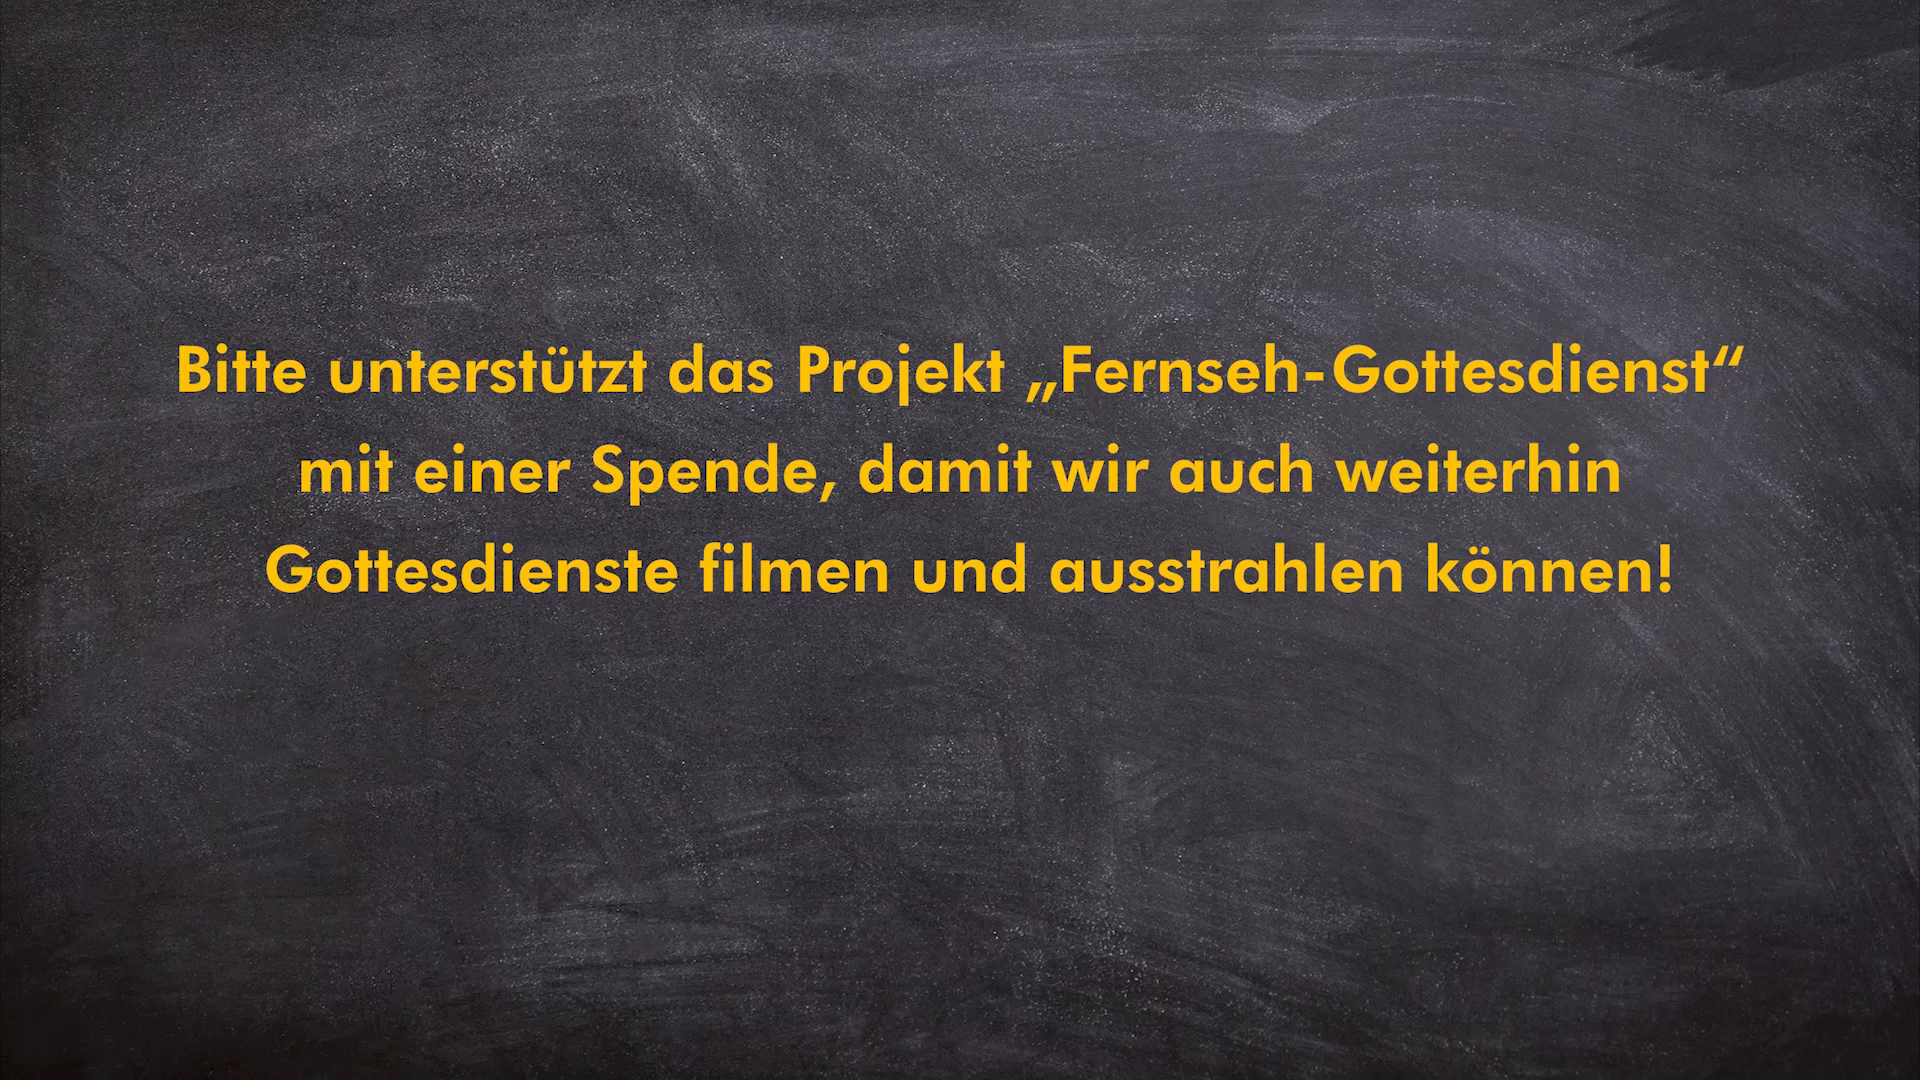 Bitte unterstützt das Projekt „Fernseh-Gottesdienst“
mit einer Spende, damit wir auch weiterhin
Gottesdienste filmen und ausstrahlen können!